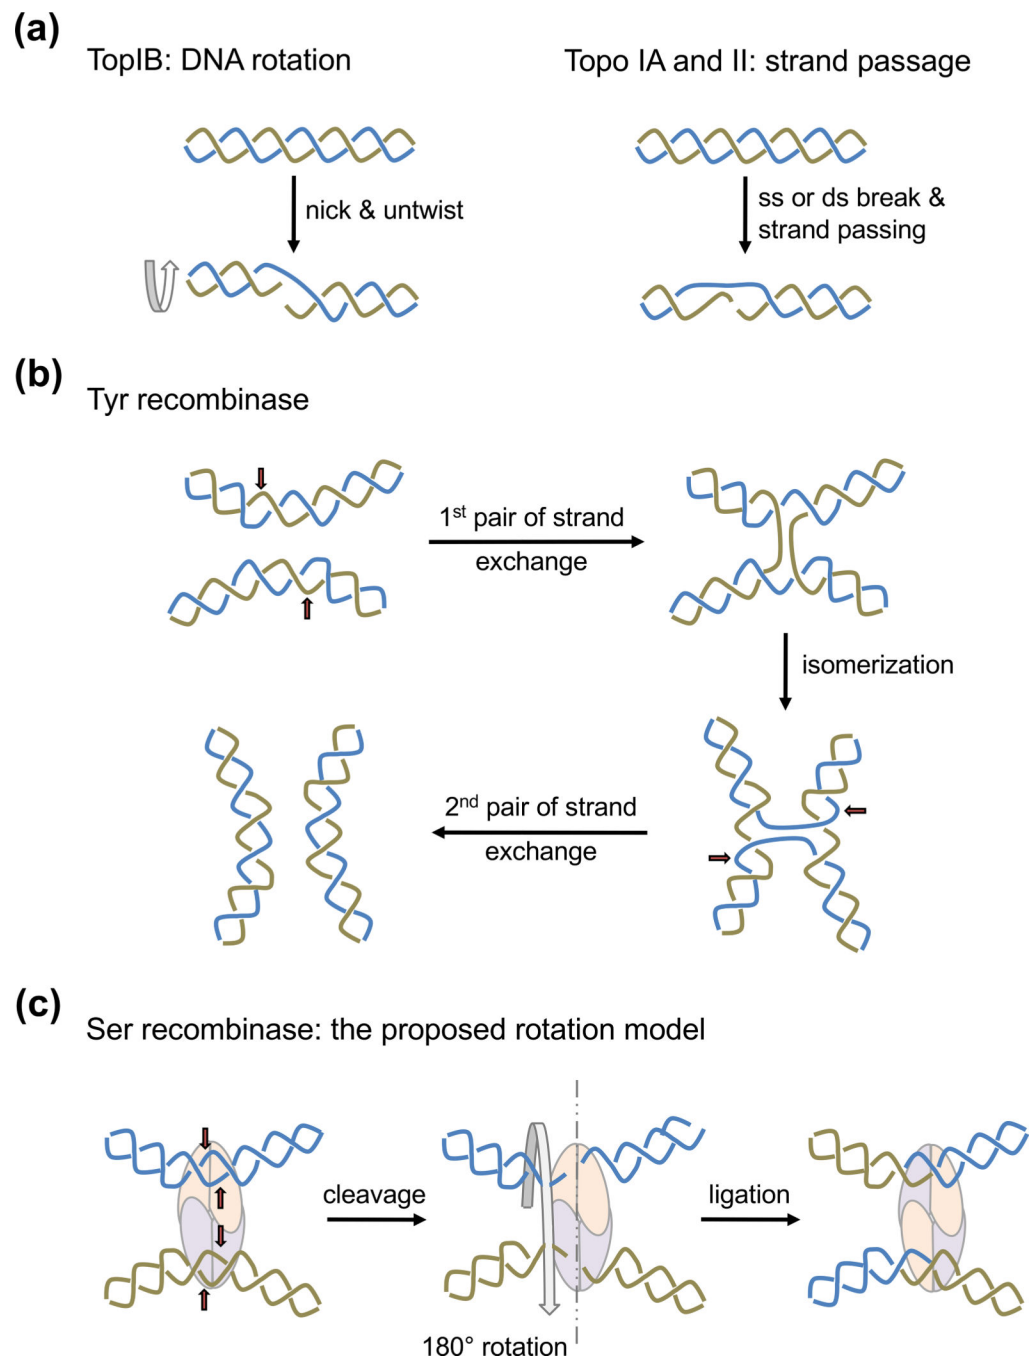 (a)
TopIB: DNA rotation
Topo IA and II: strand passage
nick & untwist
ss or ds break &
strand passing
(b)
Tyr recombinase
1st pair of strand
exchange
isomerization
2nd pair of strand
exchange
(c)
Ser recombinase: the proposed rotation model
cleavage
ligation
180° rotation